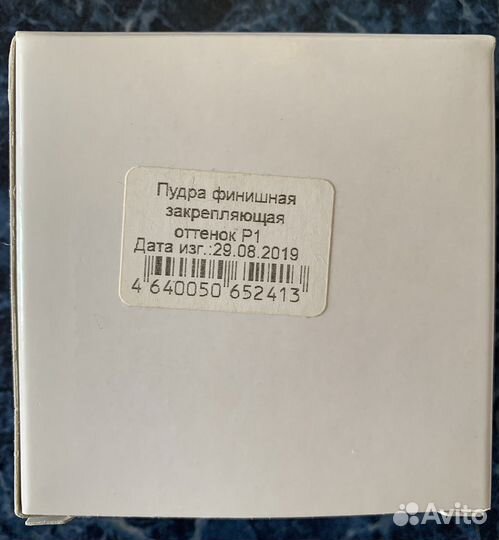 Пудра финишная
закрепляющая
оттенок P1
Дата изг.:29.08.2019
4 640050 652413
Avito